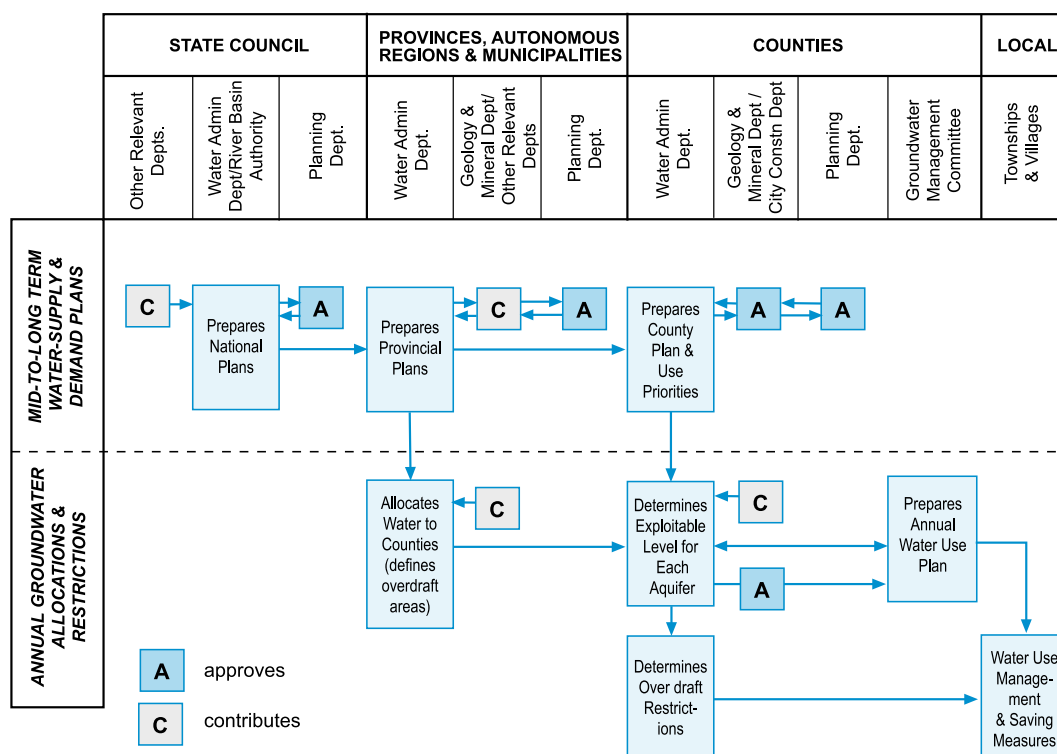 STATE COUNCIL
PROVINCES, AUTONOMOUS
REGIONS & MUNICIPALITIES
COUNTIES
LOCAL
Other Relevant
Depts.
Water Admin
Dept/River Basin
Authority
Planning
Dept.
Water Admin
Dept.
Geology &
Mineral Dept/
Other Relevant
Depts
Planning
Dept.
Water Admin
Dept.
Geology &
Mineral Dept /
City Constn Dept
Planning
Dept.
Groundwater
Management
Committee
Townships
& Villages
MID-TO-LONG TERM
WATER-SUPPLY &
DEMAND PLANS
C
Prepares
National
Plans
A
Prepares
Provincial
Plans
C
A
Prepares
County
Plan &
Use
Priorities
A
A
ANNUAL GROUNDWATER
ALLOCATIONS &
RESTRICTIONS
Allocates
Water to
Counties
(defines
overdraft
areas)
C
Determines
Exploitable
Level for
Each
Aquifer
C
A
Prepares
Annual
Water Use
Plan
Determines
Over draft
Restrict-
ions
Water Use
Manage-
ment
& Saving
Measures
A approves
C contributes